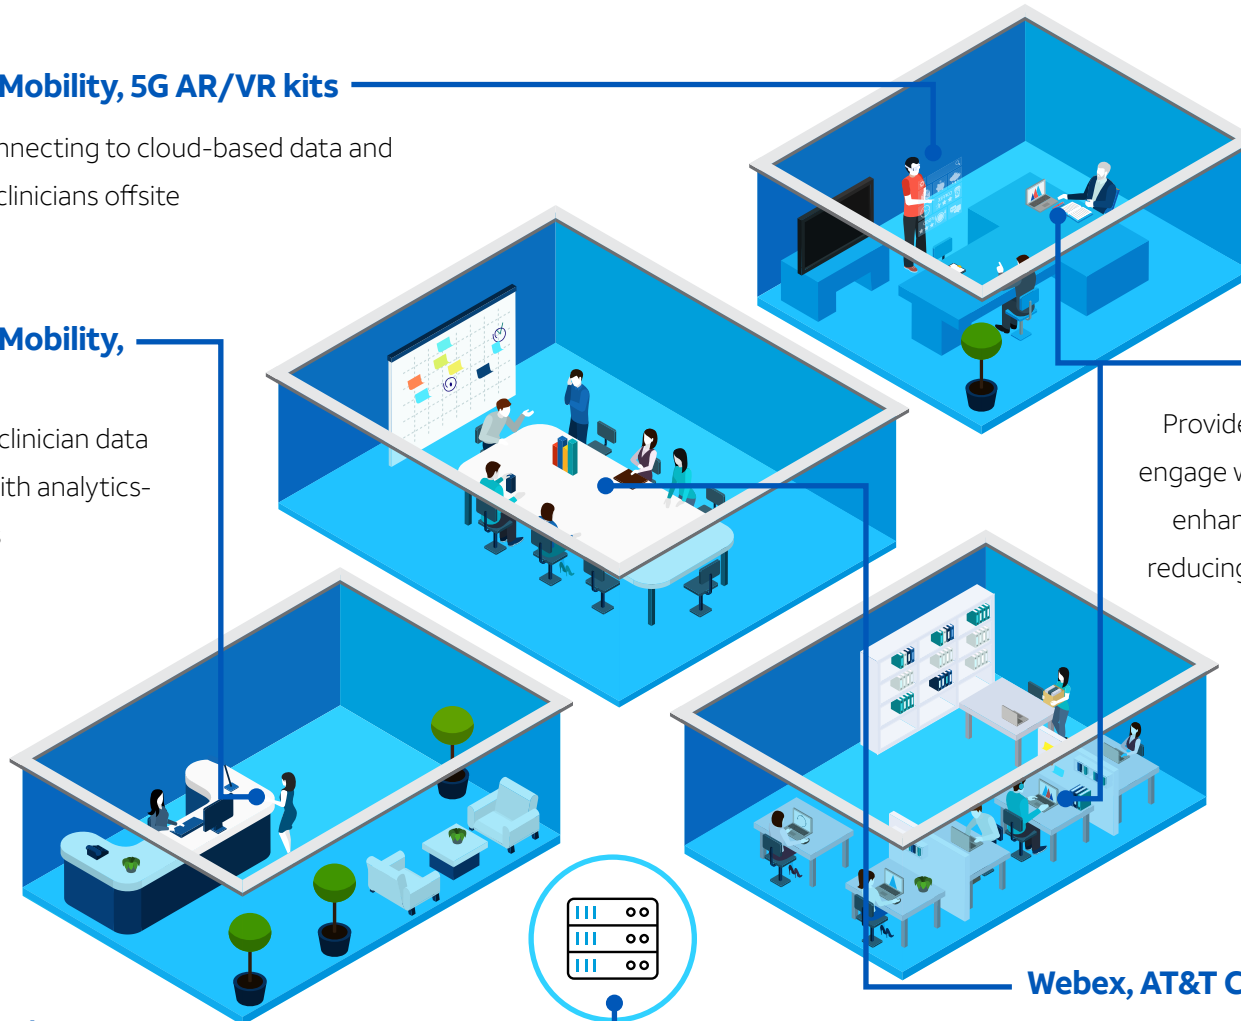 Mobility, 5G AR/VR kits
nnecting to cloud-based data and
clinicians offsite
Mobility,
clinician data
ith analytics-
Provide
engage w
enhan
reducing
Webex, AT&T C